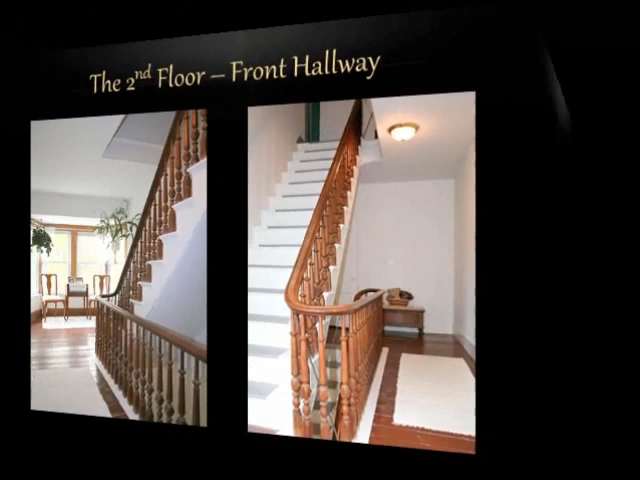 The 2nd Floor – Front Hallway